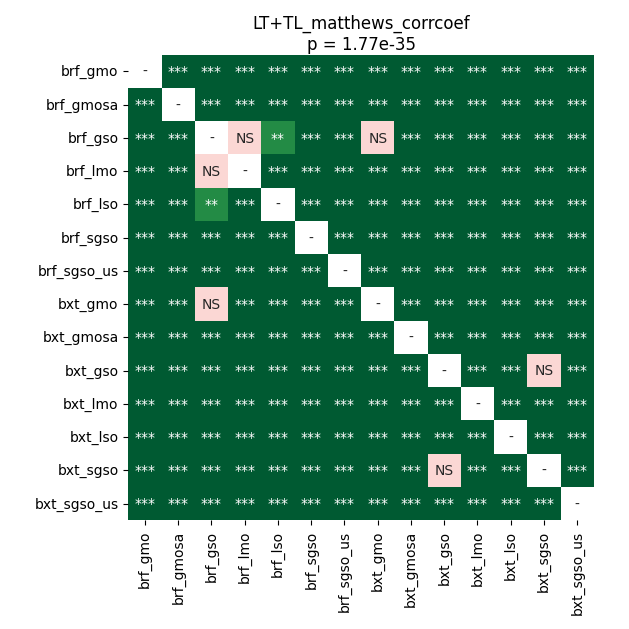 LT+TL_matthews_corrcoef
p = 1.77e-35
brf_gmo - *** *** *** *** *** *** *** *** *** *** *** *** ***
brf_gmosa *** - *** *** *** *** *** *** *** *** *** *** *** ***
brf_gso *** *** - NS ** *** *** NS *** *** *** *** *** ***
brf_lmo *** *** NS - *** *** *** *** *** *** *** *** *** ***
brf_lso *** *** ** *** - *** *** *** *** *** *** *** *** ***
brf_sgso *** *** *** *** *** - *** *** *** *** *** *** *** ***
brf_sgso_us *** *** *** *** *** *** - *** *** *** *** *** *** ***
bxt_gmo *** *** NS *** *** *** *** - *** *** *** *** *** ***
bxt_gmosa *** *** *** *** *** *** *** *** - *** *** *** *** ***
bxt_gso *** *** *** *** *** *** *** *** *** - *** *** NS ***
bxt_lmo *** *** *** *** *** *** *** *** *** *** - *** *** ***
bxt_lso *** *** *** *** *** *** *** *** *** *** *** - *** ***
bxt_sgso *** *** *** *** *** *** *** *** *** NS *** *** - ***
bxt_sgso_us *** *** *** *** *** *** *** *** *** *** *** *** *** -
brf_gmo
brf_gmosa
brf_gso
brf_lmo
brf_lso
brf_sgso
brf_sgso_us
bxt_gmo
bxt_gmosa
bxt_gso
bxt_lmo
bxt_lso
bxt_sgso
bxt_sgso_us